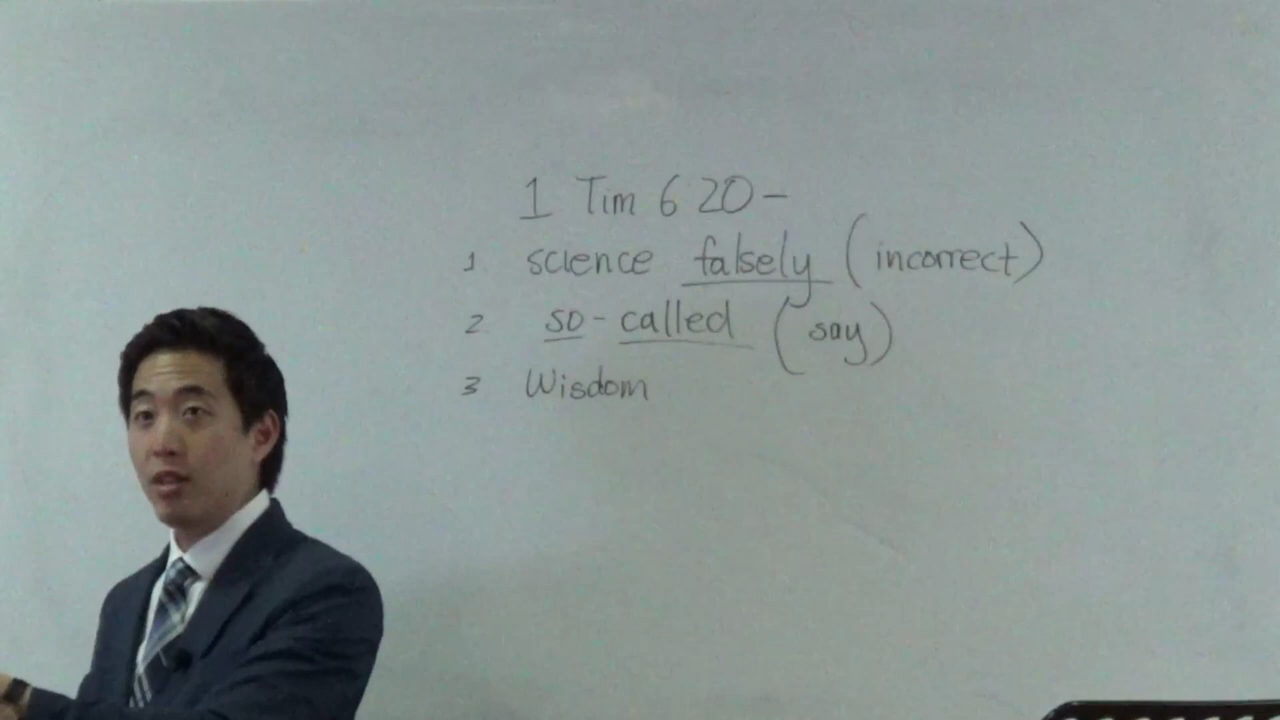 1 Tim 6 20-
1 science falsely (incorrect)
2 so-called (say)
3 Wisdom